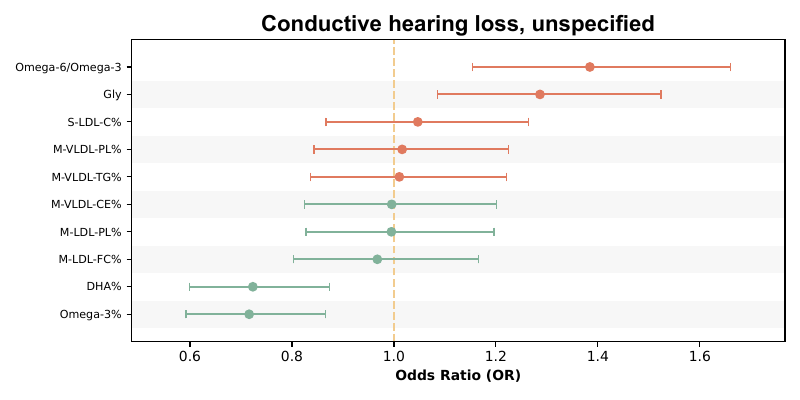 Conductive hearing loss, unspecified
Omega-6/Omega-3
Gly
S-LDL-C%
M-VLDL-PL%
M-VLDL-TG%
M-VLDL-CE%
M-LDL-PL%
M-LDL-FC%
DHA%
Omega-3%
0.6 0.8 1.0 1.2 1.4 1.6
Odds Ratio (OR)